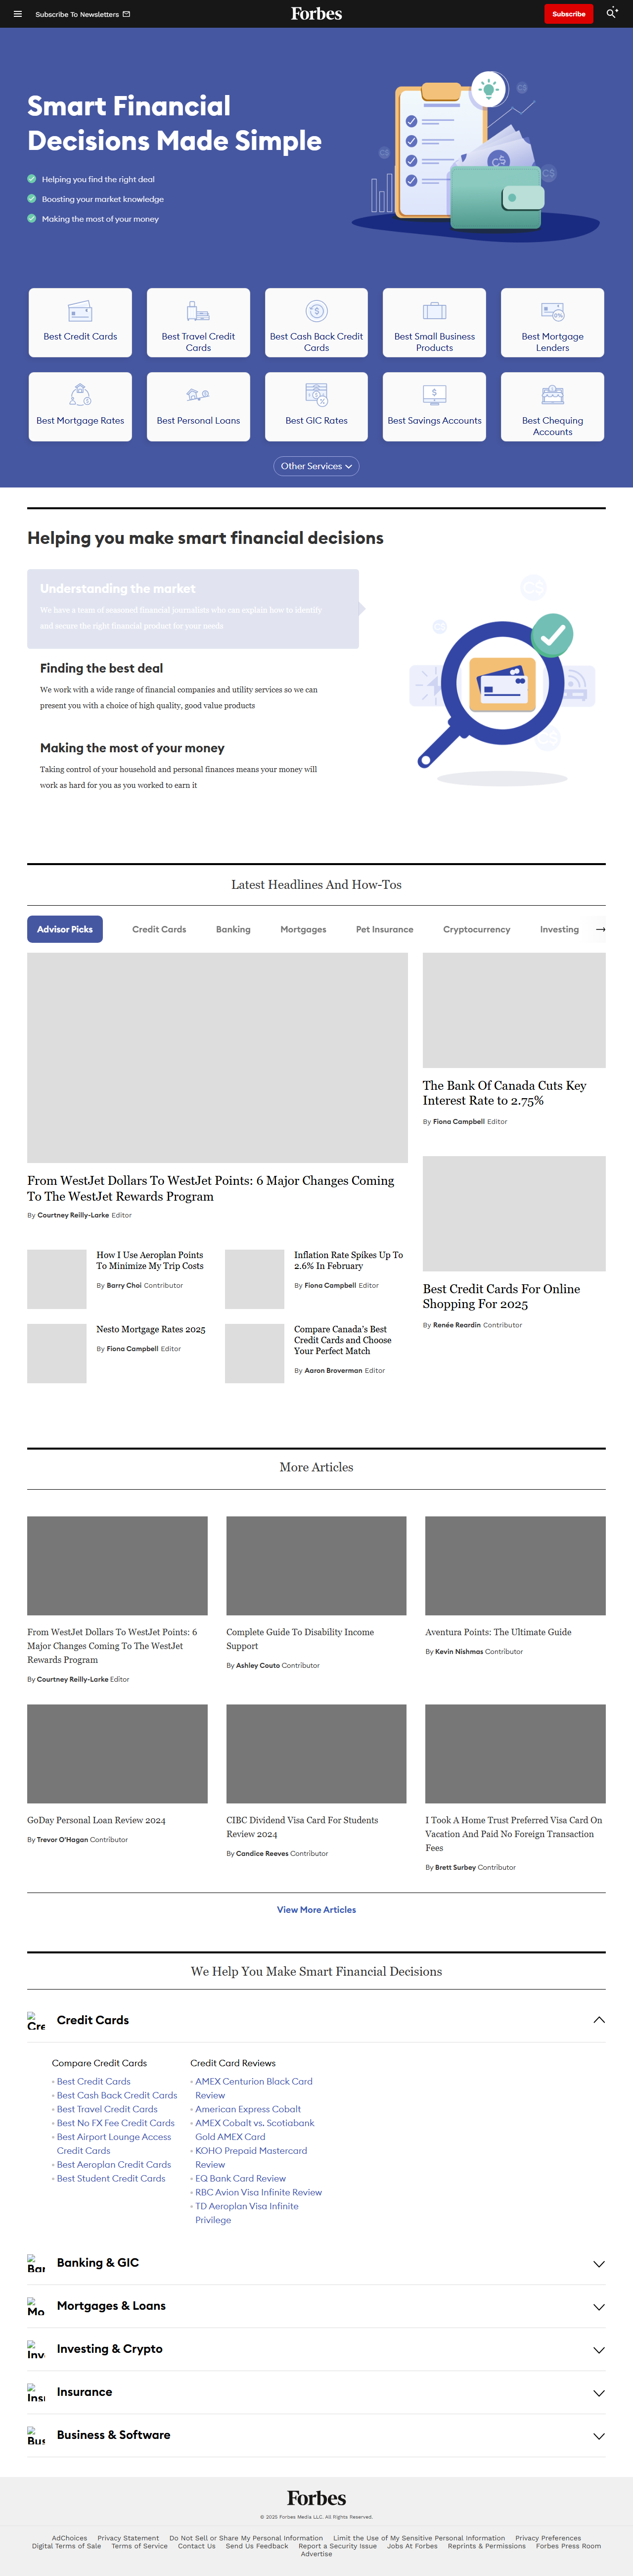 Subscribe To Newsletters
Forbes
Subscribe
Smart Financial
Decisions Made Simple
Helping you find the right deal
Boosting your market knowledge
Making the most of your money
C$
C$
C$
C$
Best Credit Cards
Best Travel Credit
Cards
Best Cash Back Credit
Cards
Best Small Business
Products
Best Mortgage
Lenders
Best Mortgage Rates
Best Personal Loans
Best GIC Rates
Best Savings Accounts
Best Chequing
Accounts
Other Services
Helping you make smart financial decisions
Understanding the market
We have a team of seasoned financial journalists who can explain how to identify
and secure the right financial product for your needs
Finding the best deal
We work with a wide range of financial companies and utility services so we can
present you with a choice of high quality, good value products
Making the most of your money
Taking control of your household and personal finances means your money will
work as hard for you as you worked to earn it
C$
C$
C$
Latest Headlines And How-Tos
Advisor Picks
Credit Cards
Banking
Mortgages
Pet Insurance
Cryptocurrency
Investing
From WestJet Dollars To WestJet Points: 6 Major Changes Coming
To The WestJet Rewards Program
By Courtney Reilly-Larke Editor
How I Use Aeroplan Points
To Minimize My Trip Costs
By Barry Choi Contributor
Inflation Rate Spikes Up To
2.6% In February
By Fiona Campbell Editor
Nesto Mortgage Rates 2025
By Fiona Campbell Editor
Compare Canada's Best
Credit Cards and Choose
Your Perfect Match
By Aaron Broverman Editor
The Bank Of Canada Cuts Key
Interest Rate to 2.75%
By Fiona Campbell Editor
Best Credit Cards For Online
Shopping For 2025
By Renée Reardin Contributor
More Articles
From WestJet Dollars To WestJet Points: 6
Major Changes Coming To The WestJet
Rewards Program
By Courtney Reilly-Larke Editor
Complete Guide To Disability Income
Support
By Ashley Couto Contributor
Aventura Points: The Ultimate Guide
By Kevin Nishmas Contributor
GoDay Personal Loan Review 2024
By Trevor O'Hagan Contributor
CIBC Dividend Visa Card For Students
Review 2024
By Candice Reeves Contributor
I Took A Home Trust Preferred Visa Card On
Vacation And Paid No Foreign Transaction
Fees
By Brett Surbey Contributor
View More Articles
We Help You Make Smart Financial Decisions
Cre
Credit Cards
Compare Credit Cards
Best Credit Cards
Best Cash Back Credit Cards
Best Travel Credit Cards
Best No FX Fee Credit Cards
Best Airport Lounge Access
Credit Cards
Best Aeroplan Credit Cards
Best Student Credit Cards
Credit Card Reviews
AMEX Centurion Black Card
Review
American Express Cobalt
AMEX Cobalt vs. Scotiabank
Gold AMEX Card
KOHO Prepaid Mastercard
Review
EQ Bank Card Review
RBC Avion Visa Infinite Review
TD Aeroplan Visa Infinite
Privilege
Bar
Banking & GIC
Mo
Mortgages & Loans
Inv
Investing & Crypto
Ins
Insurance
Bus
Business & Software
Forbes
© 2025 Forbes Media LLC. All Rights Reserved.
AdChoices Privacy Statement Do Not Sell or Share My Personal Information Limit the Use of My Sensitive Personal Information Privacy Preferences
Digital Terms of Sale Terms of Service Contact Us Send Us Feedback Report a Security Issue Jobs At Forbes Reprints & Permissions Forbes Press Room
Advertise